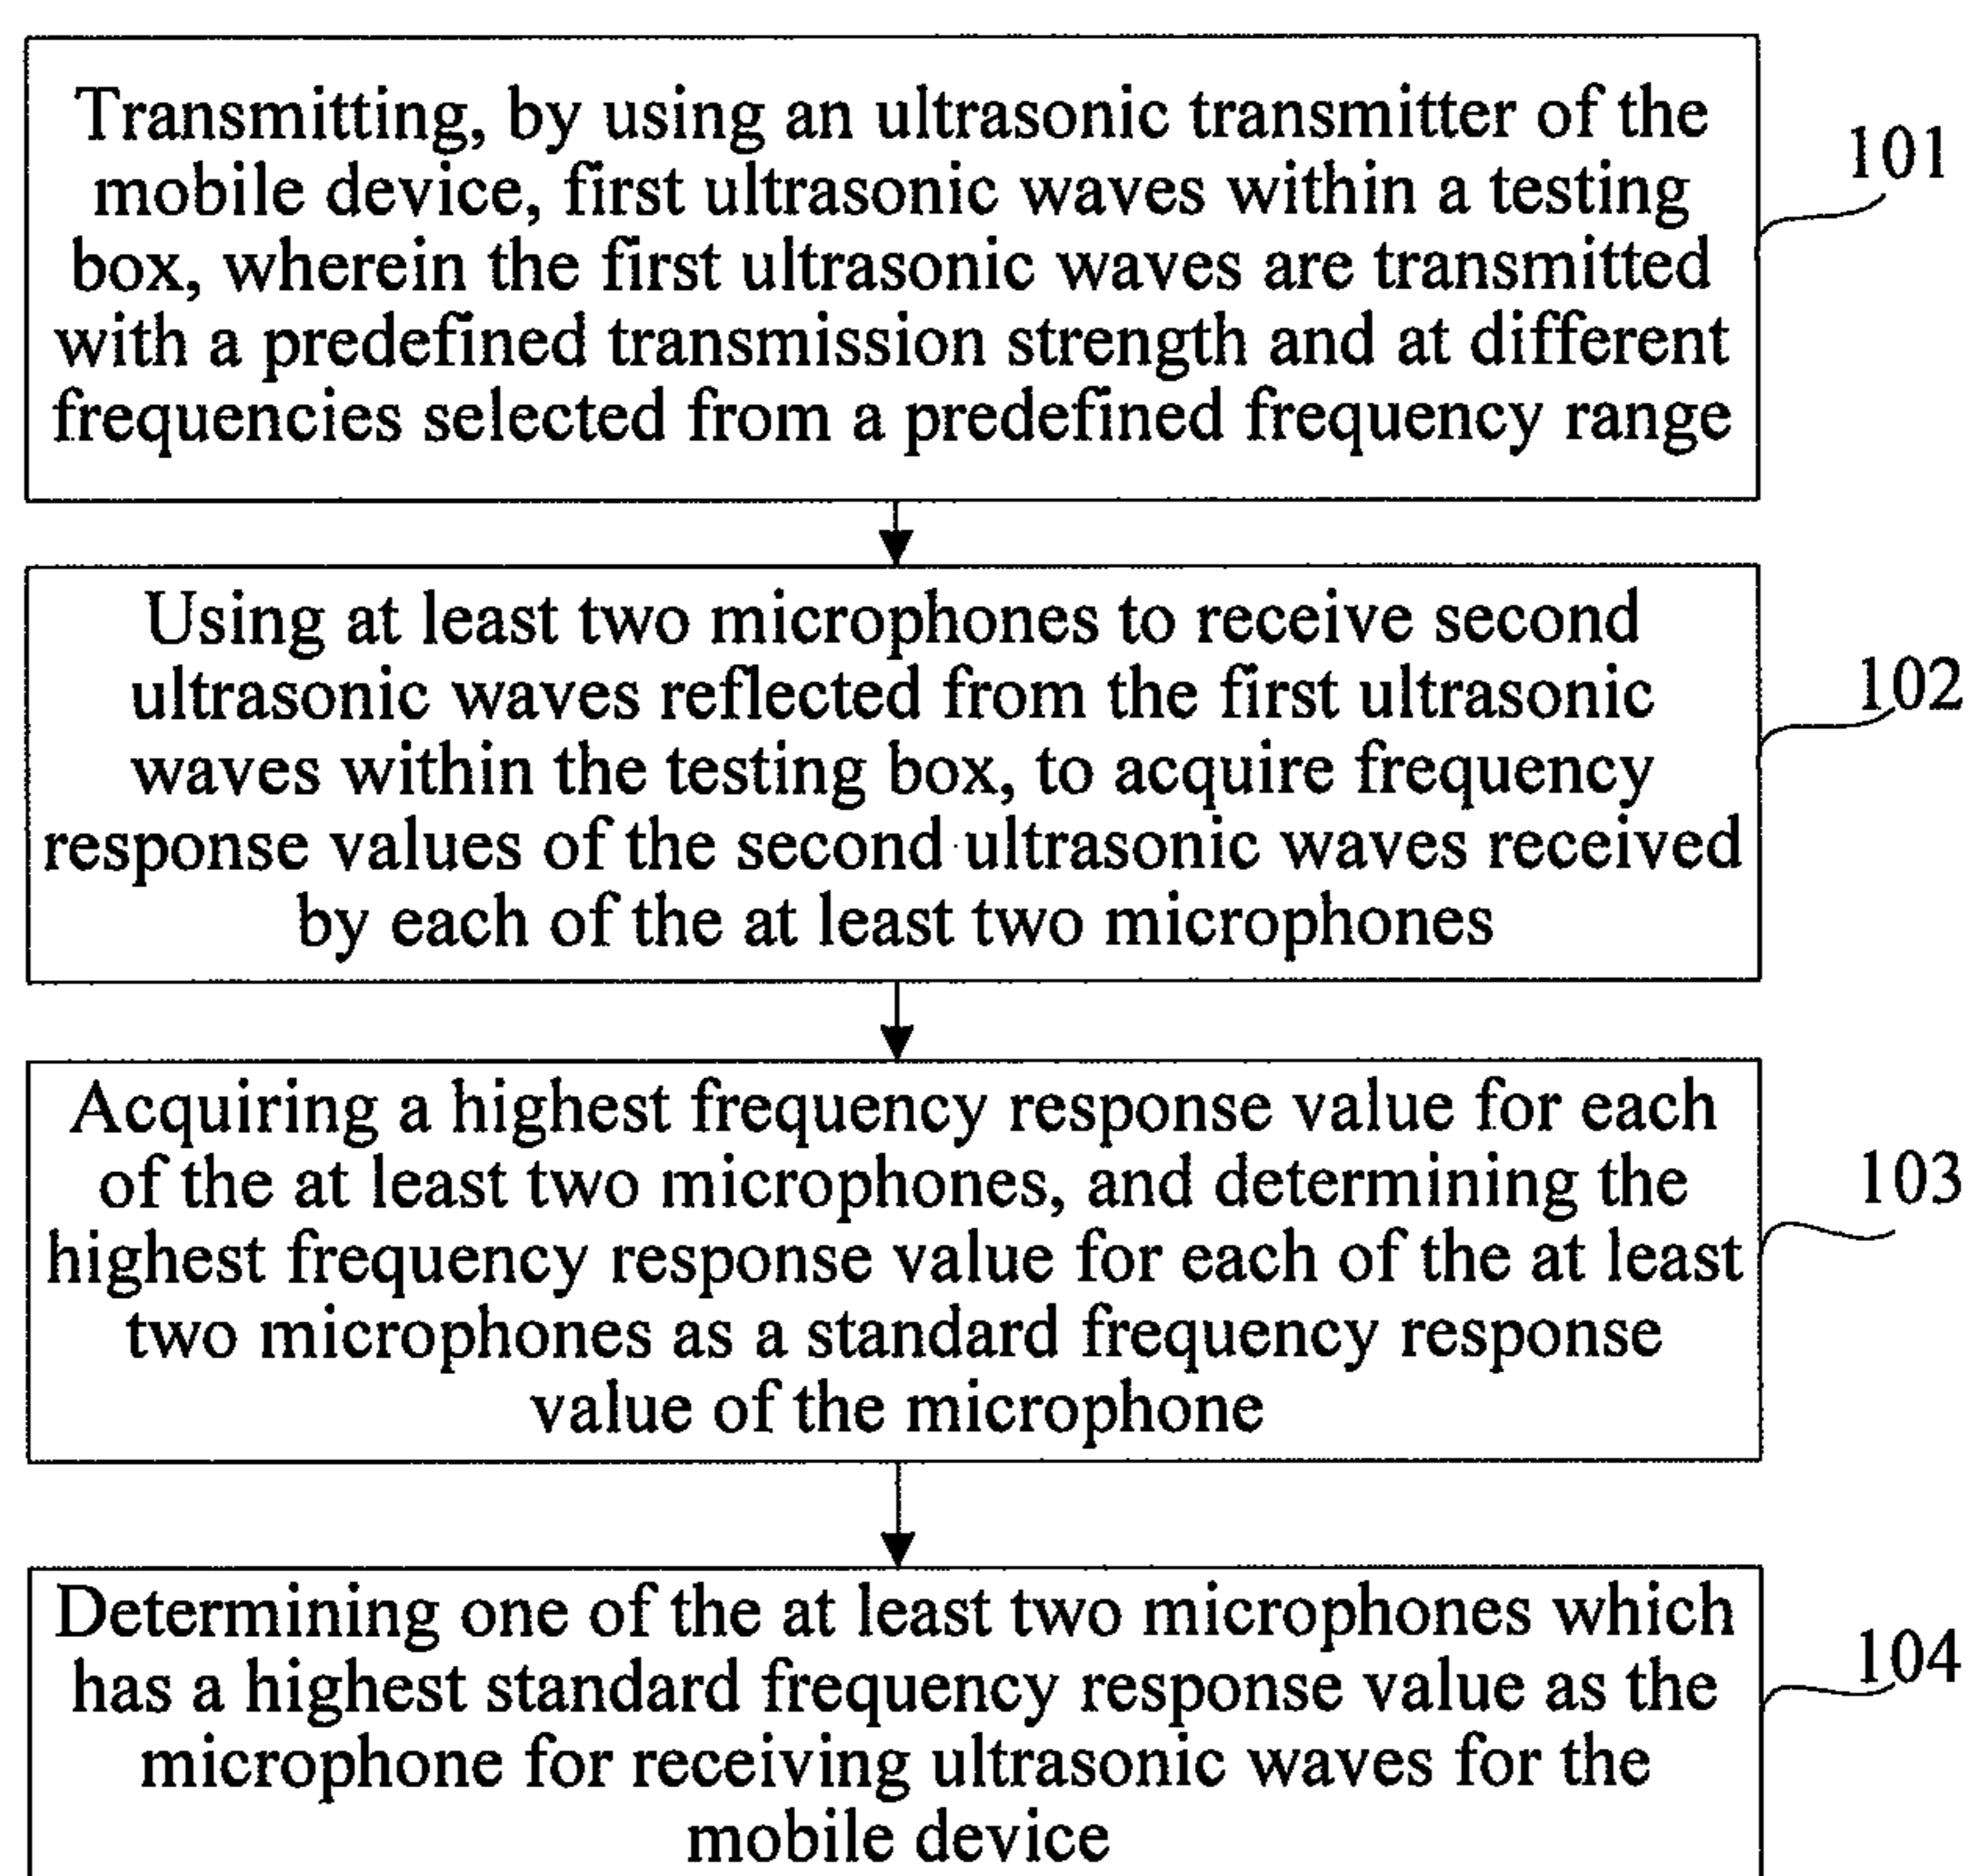 Transmitting, by using an ultrasonic transmitter of the
mobile device, first ultrasonic waves within a testing
box, wherein the first ultrasonic waves are transmitted
with a predefined transmission strength and at different
frequencies selected from a predefined frequency range
101
Using at least two microphones to receive second
ultrasonic waves reflected from the first ultrasonic
waves within the testing box, to acquire frequency
response values of the second ultrasonic waves received
by each of the at least two microphones
102
Acquiring a highest frequency response value for each
of the at least two microphones, and determining the
highest frequency response value for each of the at least
two microphones as a standard frequency response
value of the microphone
103
Determining one of the at least two microphones which
has a highest standard frequency response value as the
microphone for receiving ultrasonic waves for the
mobile device
104